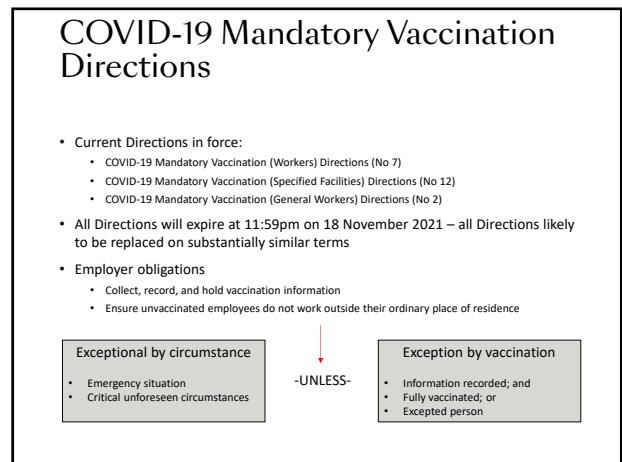 COVID-19 Mandatory Vaccination
Directions
• Current Directions in force:
• COVID-19 Mandatory Vaccination (Workers) Directions (No 7)
• COVID-19 Mandatory Vaccination (Specified Facilities) Directions (No 12)
• COVID-19 Mandatory Vaccination (General Workers) Directions (No 2)
• All Directions will expire at 11:59pm on 18 November 2021 – all Directions likely
to be replaced on substantially similar terms
• Employer obligations
• Collect, record, and hold vaccination information
• Ensure unvaccinated employees do not work outside their ordinary place of residence
Exceptional by circumstance
• Emergency situation
• Critical unforeseen circumstances
-UNLESS-
Exception by vaccination
• Information recorded; and
• Fully vaccinated; or
• Excepted person